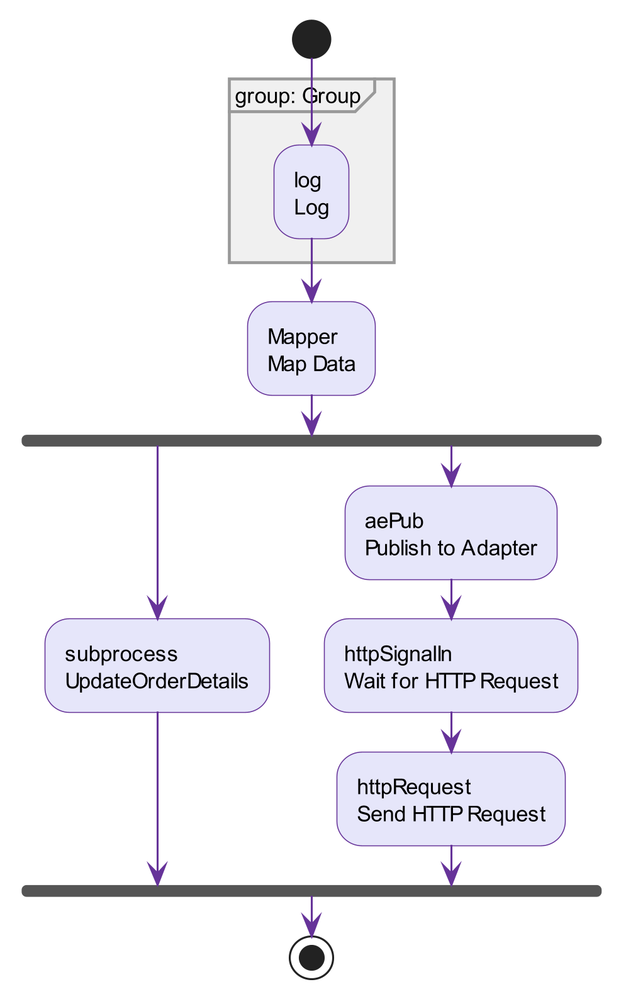 group: Group
log
Log
Mapper
Map Data
aePub
Publish to Adapter
subprocess
UpdateOrderDetails
httpSignalIn
Wait for HTTP Request
httpRequest
Send HTTP Request